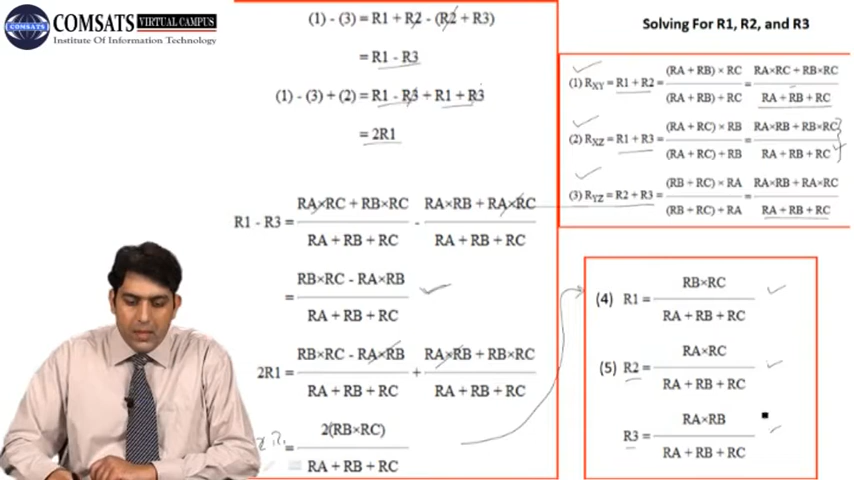 COMSATS VIRTUAL CAMPUS
Institute Of Information Technology
(1) - (3) = R1 + R2 - (R2 + R3)
= R1 - R3
(1) - (3) + (2) = R1 - R3 + R1 + R3
= 2R1
R1 - R3 = RA×RC + RB×RC / RA + RB + RC - RA×RB + RA×RC / RA + RB + RC
= RB×RC - RA×RB / RA + RB + RC
2R1 = RB×RC - RA×RB / RA + RB + RC + RA×RB + RB×RC / RA + RB + RC
= 2(RB×RC) / RA + RB + RC
Solving For R1, R2, and R3
(1) RXY = R1 + R2 = (RA + RB) × RC / (RA + RB) + RC = RA×RC + RB×RC / RA + RB + RC
(2) RXZ = R1 + R3 = (RA + RC) × RB / (RA + RC) + RB = RA×RB + RB×RC / RA + RB + RC
(3) RYZ = R2 + R3 = (RB + RC) × RA / (RB + RC) + RA = RA×RB + RA×RC / RA + RB + RC
(4) R1 = RB×RC / RA + RB + RC
(5) R2 = RA×RC / RA + RB + RC
R3 = RA×RB / RA + RB + RC